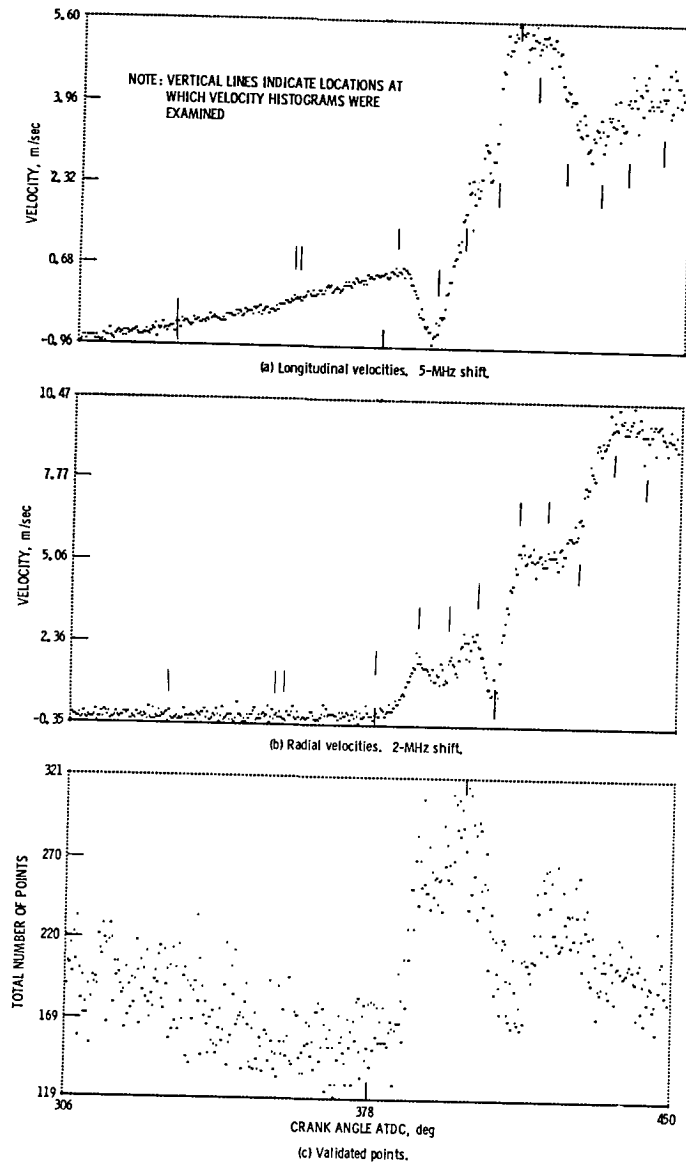 5.60
3.96
2.32
0.68
-0.96
VELOCITY, m/sec
NOTE: VERTICAL LINES INDICATE LOCATIONS AT
WHICH VELOCITY HISTOGRAMS WERE
EXAMINED
(a) Longitudinal velocities. 5-MHz shift.
10.47
7.77
5.06
2.36
-0.35
VELOCITY, m/sec
(b) Radial velocities. 2-MHz shift.
321
270
220
169
119
TOTAL NUMBER OF POINTS
306
378
450
CRANK ANGLE ATDC, deg
(c) Validated points.